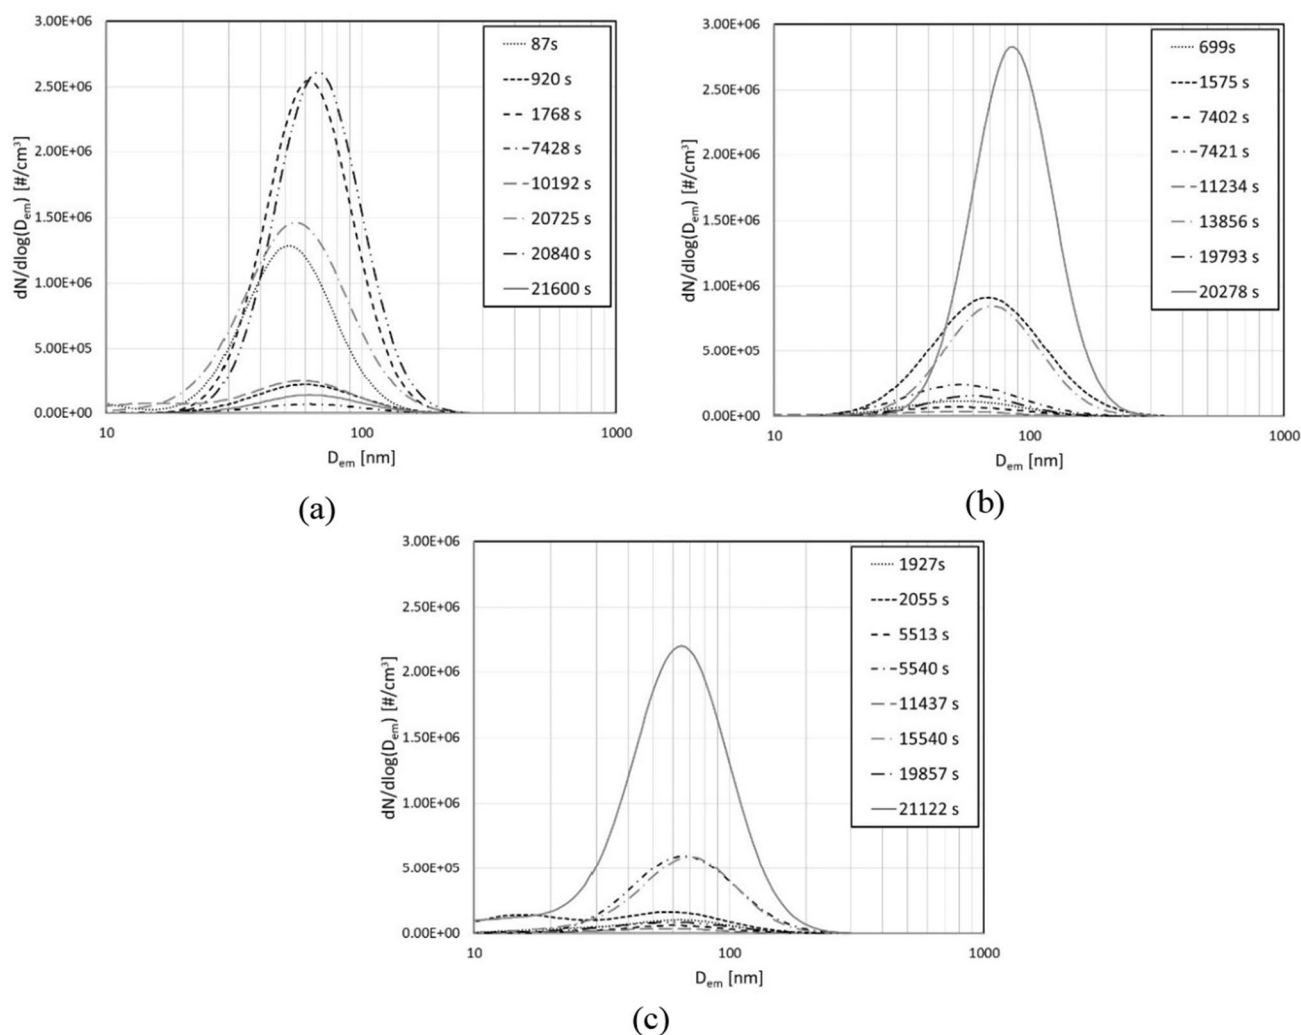 3.00E+06
2.50E+06
2.00E+06
1.50E+06
1.00E+06
5.00E+05
0.00E+00
dN/dlog(Dem) [#/cm³]
10
100
1000
Dem [nm]
87s
920 s
1768 s
7428 s
10192 s
20725 s
20840 s
21600 s
(a)
3.00E+06
2.50E+06
2.00E+06
1.50E+06
1.00E+06
5.00E+05
0.00E+00
dN/dlog(Dem) [#/cm³]
10
100
1000
Dem [nm]
699s
1575 s
7402 s
7421 s
11234 s
13856 s
19793 s
20278 s
(b)
3.00E+06
2.50E+06
2.00E+06
1.50E+06
1.00E+06
5.00E+05
0.00E+00
dN/dlog(Dem) [#/cm³]
10
100
1000
Dem [nm]
1927s
2055 s
5513 s
5540 s
11437 s
15540 s
19857 s
21122 s
(c)